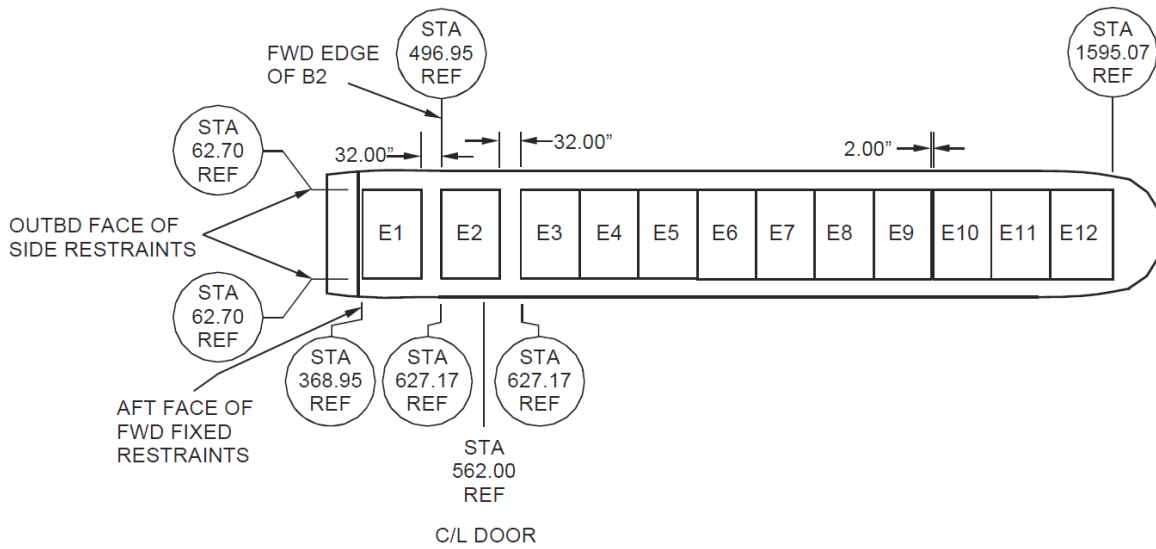 STA
496.95
REF
STA
1595.07
REF
FWD EDGE
OF B2
STA
62.70
REF
32.00”
32.00”
2.00”
OUTBD FACE OF
SIDE RESTRAINTS
E1
E2
E3
E4
E5
E6
E7
E8
E9
E10
E11
E12
STA
62.70
REF
STA
368.95
REF
STA
627.17
REF
STA
627.17
REF
AFT FACE OF
FWD FIXED
RESTRAINTS
STA
562.00
REF
C/L DOOR